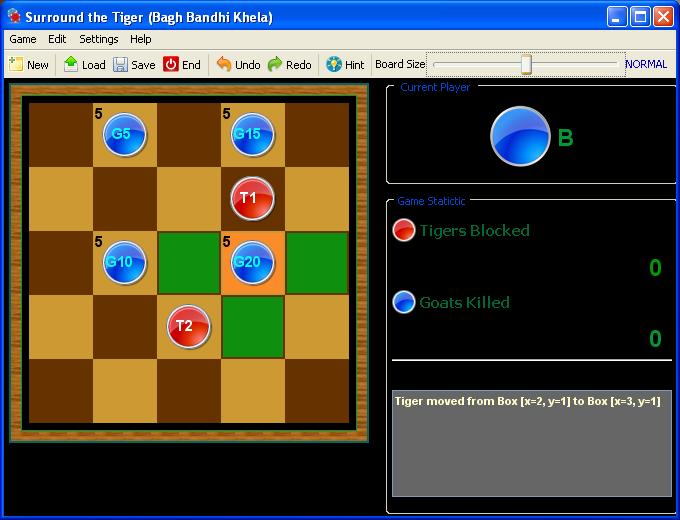 Surround the Tiger (Bagh Bandhi Khela)
Game Edit Settings Help
New Load Save End Undo Redo Hint Board Size NORMAL
Current Player
B
Game Statictic
Tigers Blocked
0
Goats Killed
0
Tiger moved from Box [x=2, y=1] to Box [x=3, y=1]
5 G5 5 G15
T1
5 G10 5 G20
T2